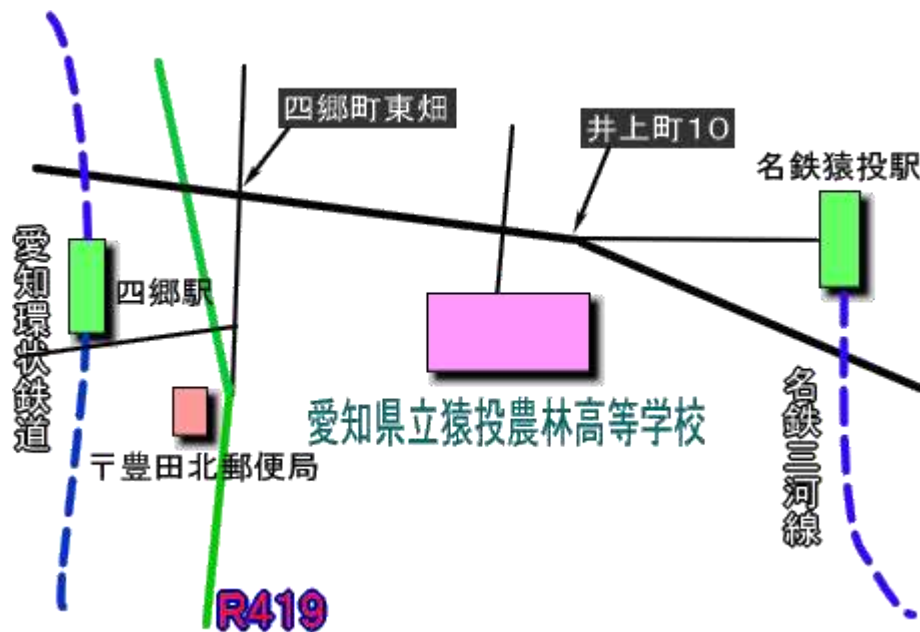 四郷町東畑
井上町10
名鉄猿投駅
愛知環状鉄道
四郷駅
愛知県立猿投農林高等学校
〒豊田北郵便局
名鉄三河線
R419